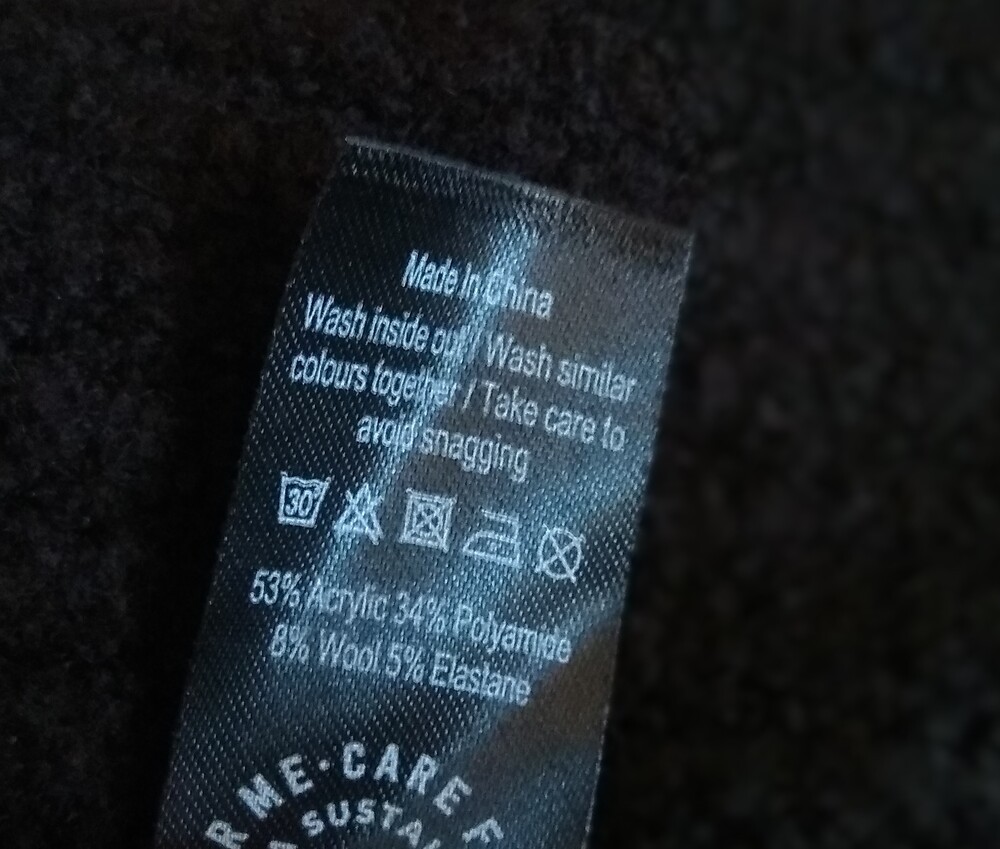 Made In China
Wash inside out / Wash similar
colours together / Take care to
avoid snagging
30
53% Acrylic 34% Polyamide
8% Wool 5% Elastane
R ME·CARE F
SUSTA